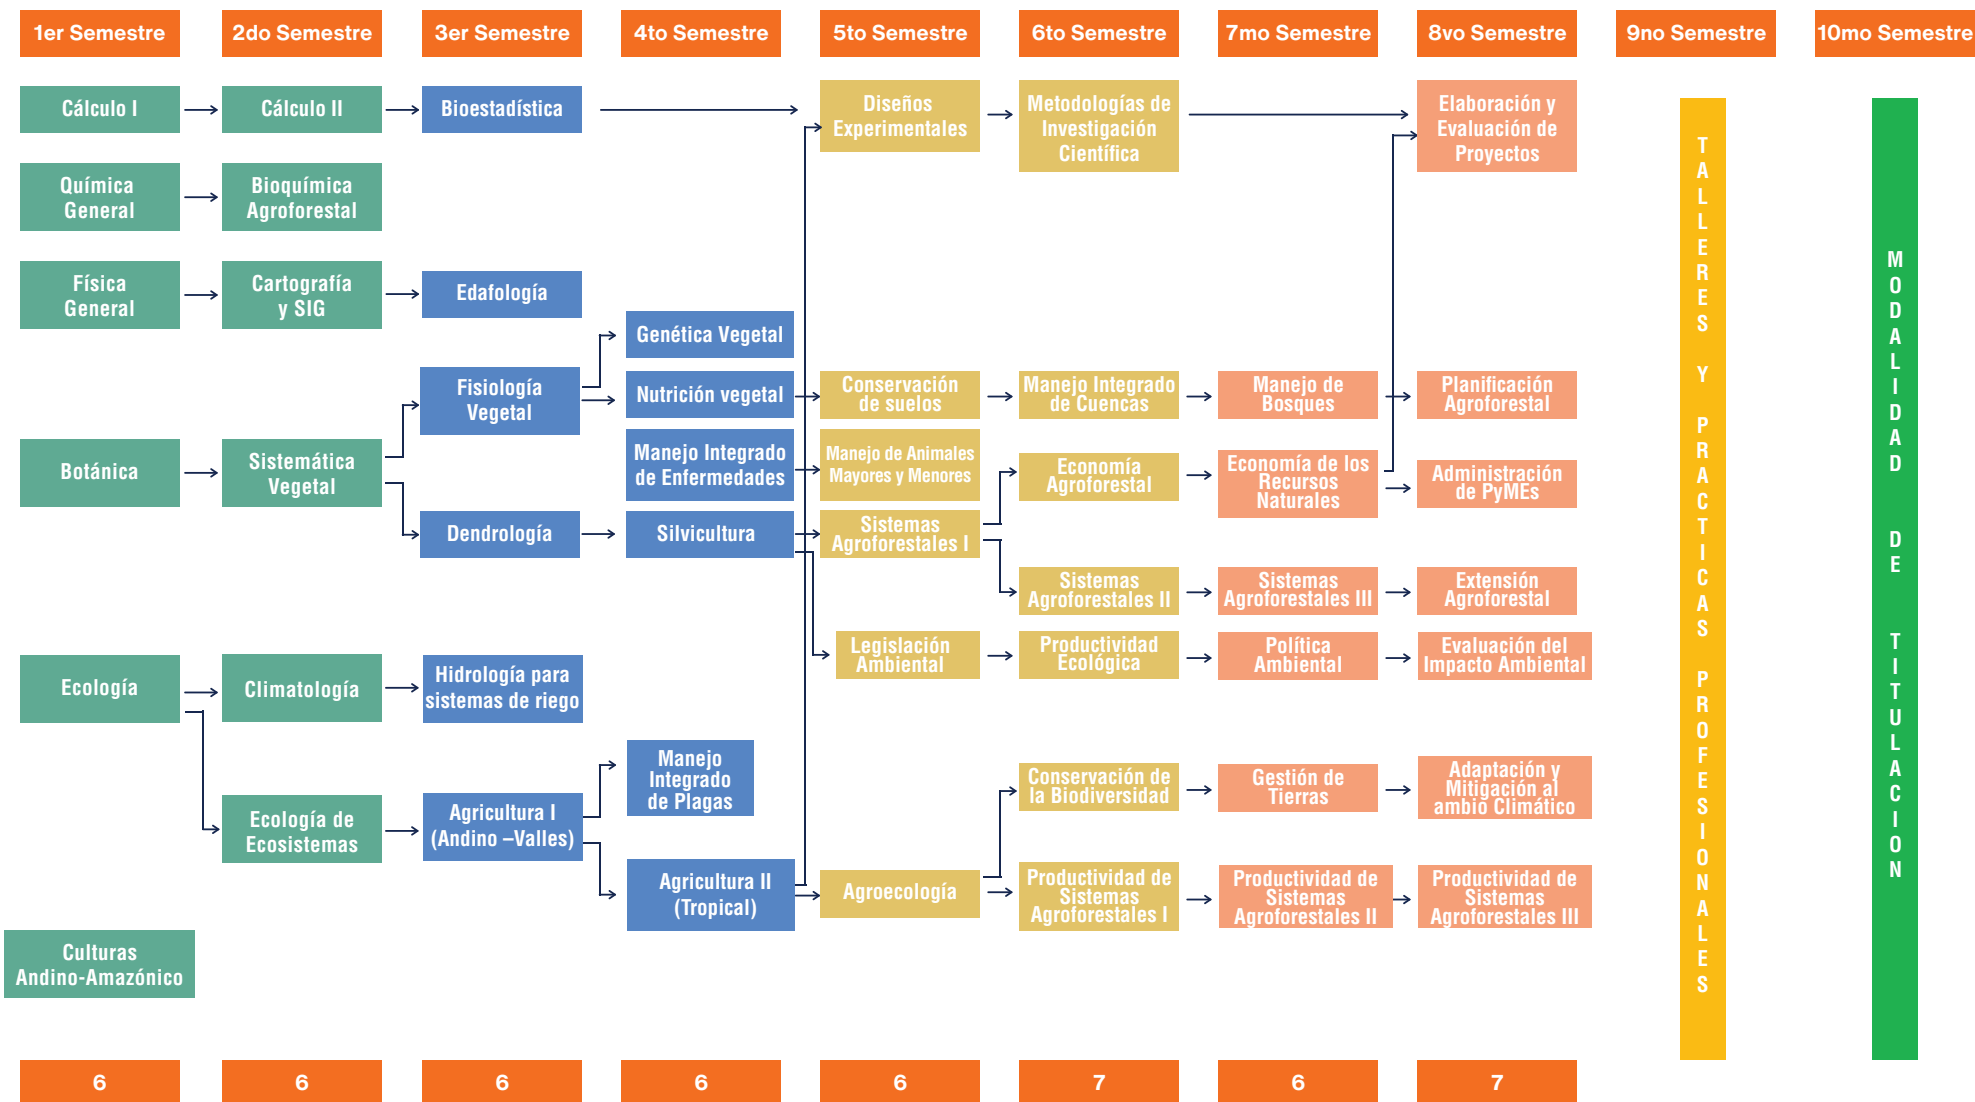 1er Semestre
2do Semestre
3er Semestre
4to Semestre
5to Semestre
6to Semestre
7mo Semestre
8vo Semestre
9no Semestre
10mo Semestre
Cálculo I
Cálculo II
Bioestadística
Diseños
Experimentales
Metodologías de
Investigación
Científica
Elaboración y
Evaluación de
Proyectos
Química
General
Bioquímica
Agroforestal
Física
General
Cartografía
y SIG
Edafología
Genética Vegetal
Fisiología
Vegetal
Nutrición vegetal
Conservación
de suelos
Manejo Integrado
de Cuencas
Manejo de
Bosques
Planificación
Agroforestal
Botánica
Sistemática
Vegetal
Manejo Integrado
de Enfermedades
Manejo de Animales
Mayores y Menores
Economía
Agroforestal
Economía de los
Recursos
Naturales
Administración
de PyMEs
Dendrología
Silvicultura
Sistemas
Agroforestales I
Sistemas
Agroforestales II
Sistemas
Agroforestales III
Extensión
Agroforestal
Legislación
Ambiental
Productividad
Ecológica
Política
Ambiental
Evaluación del
Impacto Ambiental
Ecología
Climatología
Hidrología para
sistemas de riego
Manejo
Integrado
de Plagas
Conservación de
la Biodiversidad
Gestión de
Tierras
Adaptación y
Mitigación al
ambio Climático
Ecología de
Ecosistemas
Agricultura I
(Andino –Valles)
Agricultura II
(Tropical)
Agroecología
Productividad de
Sistemas
Agroforestales I
Productividad de
Sistemas
Agroforestales II
Productividad de
Sistemas
Agroforestales III
Culturas
Andino-Amazónico
TALLERES Y PRACTICAS PROFESIONALES
MODALIDAD DE TITULACION
6
6
6
6
6
7
6
7